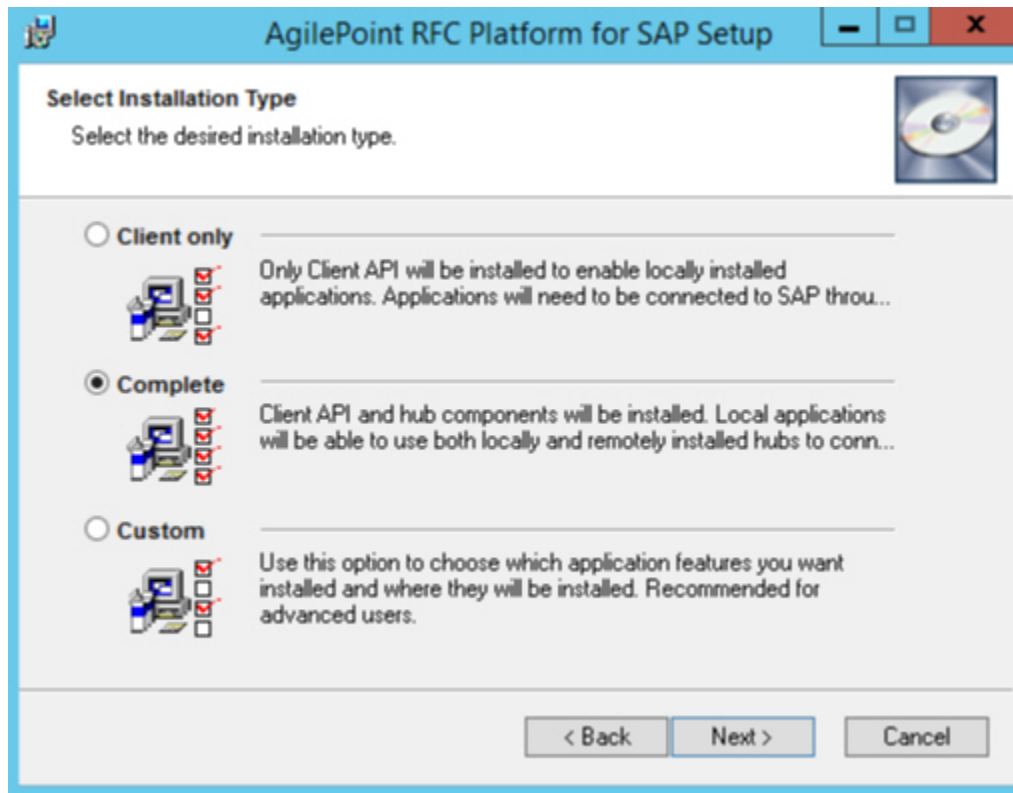 AgilePoint RFC Platform for SAP Setup
Select Installation Type
Select the desired installation type.
Client only
Only Client API will be installed to enable locally installed
applications. Applications will need to be connected to SAP throu...
Complete
Client API and hub components will be installed. Local applications
will be able to use both locally and remotely installed hubs to conn...
Custom
Use this option to choose which application features you want
installed and where they will be installed. Recommended for
advanced users.
< Back
Next >
Cancel